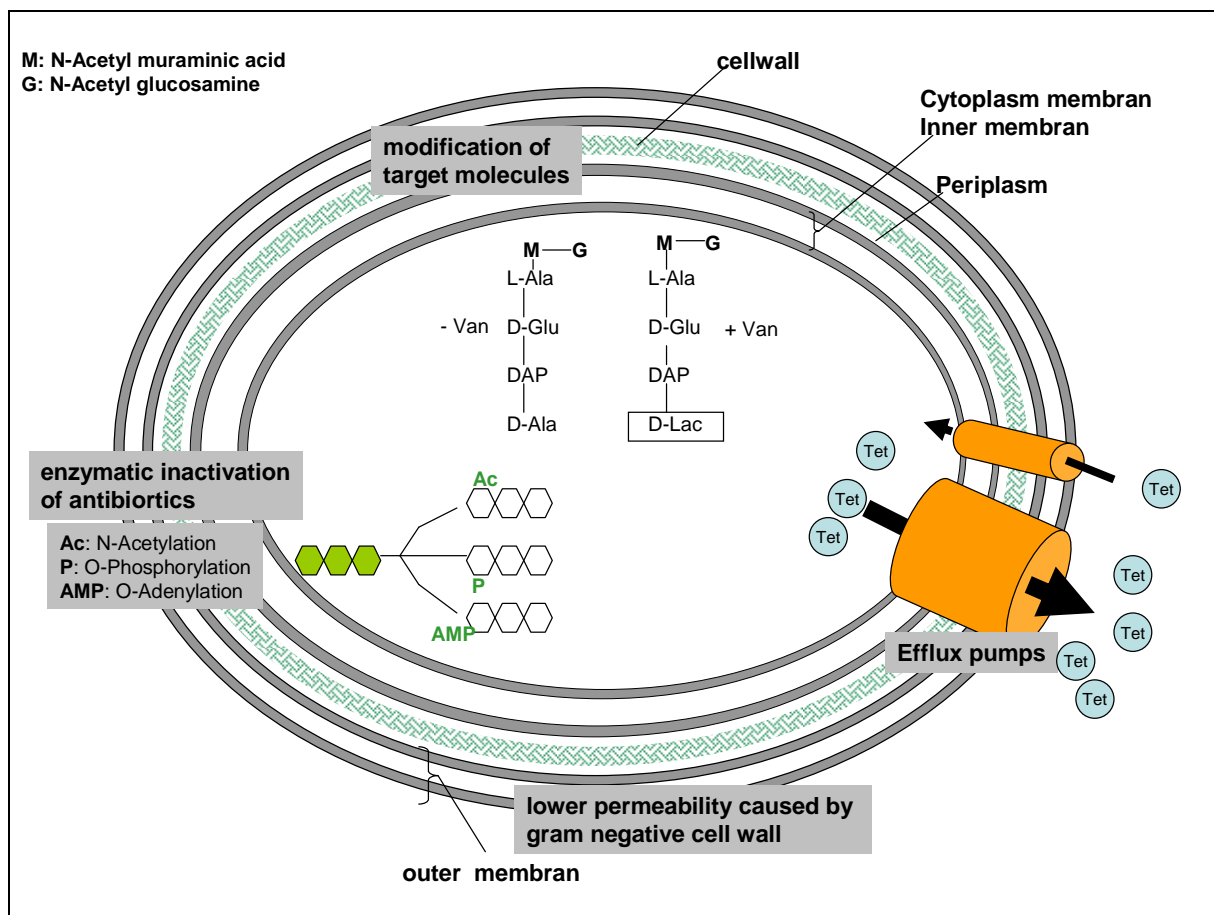 M: N-Acetyl muraminic acid
G: N-Acetyl glucosamine
cellwall
Cytoplasm membran
Inner membran
Periplasm
modification of
target molecules
M G
L-Ala
- Van D-Glu
DAP
D-Ala
M G
L-Ala
D-Glu + Van
DAP
D-Lac
enzymatic inactivation
of antibiortics
Ac: N-Acetylation
P: O-Phosphorylation
AMP: O-Adenylation
Ac
P
AMP
Tet
Tet
Tet
Tet
Tet
Tet
Tet
Tet
Efflux pumps
lower permeability caused by
gram negative cell wall
outer membran